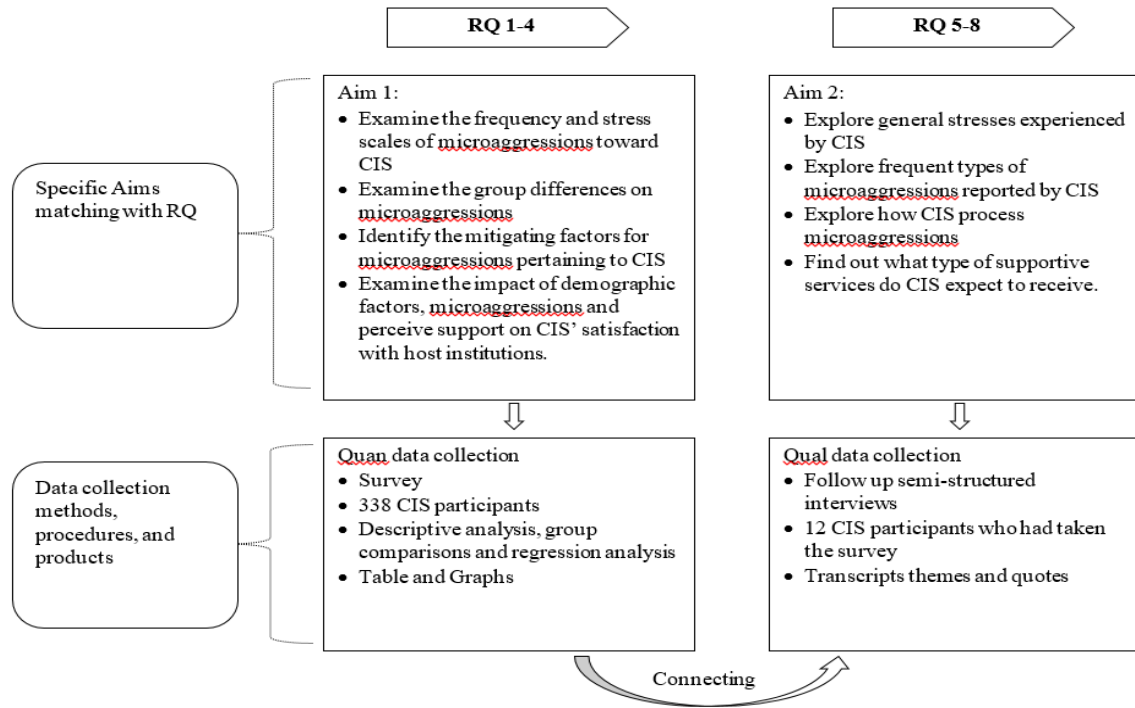 RQ 1-4
RQ 5-8
Specific Aims
matching with RQ
Aim 1:
• Examine the frequency and stress
scales of microaggressions toward
CIS
• Examine the group differences on
microaggressions
• Identify the mitigating factors for
microaggressions pertaining to CIS
• Examine the impact of demographic
factors, microaggressions and
perceive support on CIS’ satisfaction
with host institutions.
Aim 2:
• Explore general stresses experienced
by CIS
• Explore frequent types of
microaggressions reported by CIS
• Explore how CIS process
microaggressions
• Find out what type of supportive
services do CIS expect to receive.
Data collection
methods,
procedures, and
products
Quan data collection
• Survey
• 338 CIS participants
• Descriptive analysis, group
comparisons and regression analysis
• Table and Graphs
Qual data collection
• Follow up semi-structured
interviews
• 12 CIS participants who had taken
the survey
• Transcripts themes and quotes
Connecting